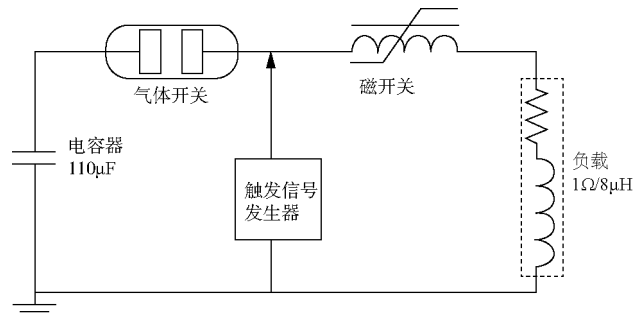 气体开关
磁开关
电容器
110μF
触发信号
发生器
负载
1Ω/8μH